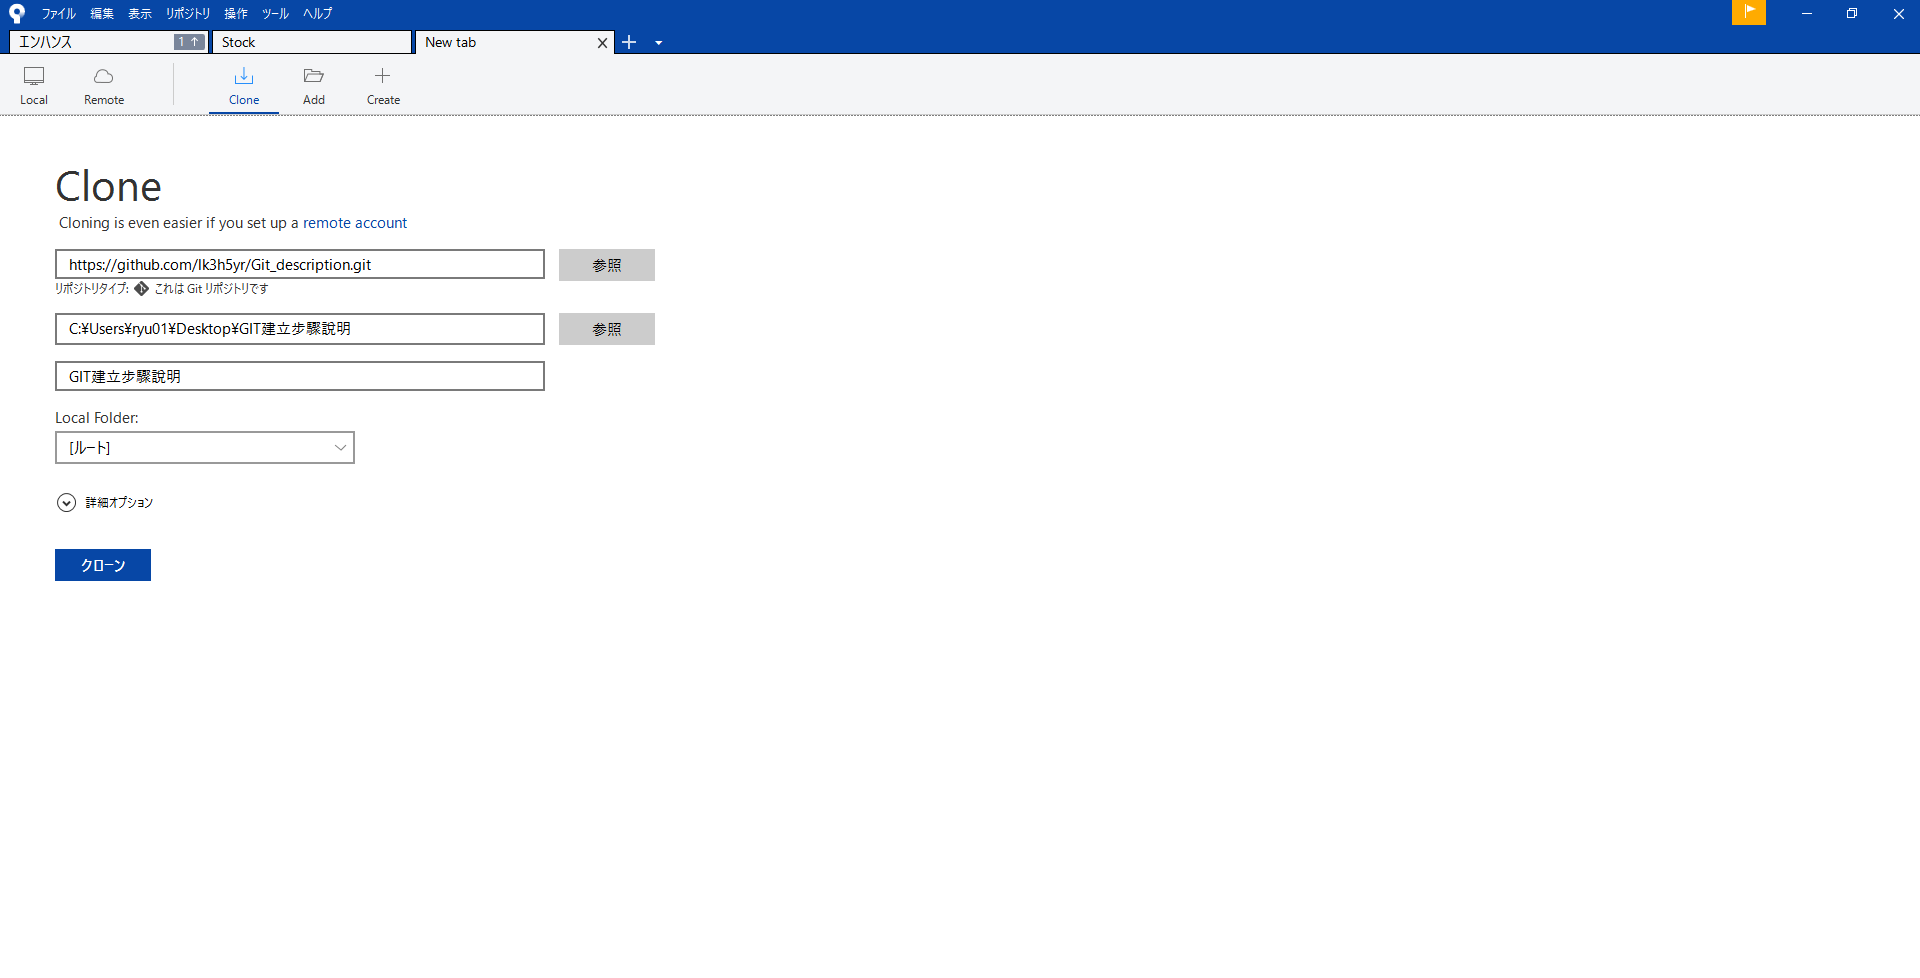 ファイル 編集 表示 リポジトリ 操作 ツール ヘルプ
エンハンス 1 ↑ Stock New tab
Local Remote Clone Add Create
Clone
Cloning is even easier if you set up a remote account
https://github.com/lk3h5yr/Git_description.git 参照
リポジトリタイプ: これは Git リポジトリです
C:¥Users¥ryu01¥Desktop¥GIT建立步驟說明 参照
GIT建立步驟說明
Local Folder:
[ルート]
詳細オプション
クローン